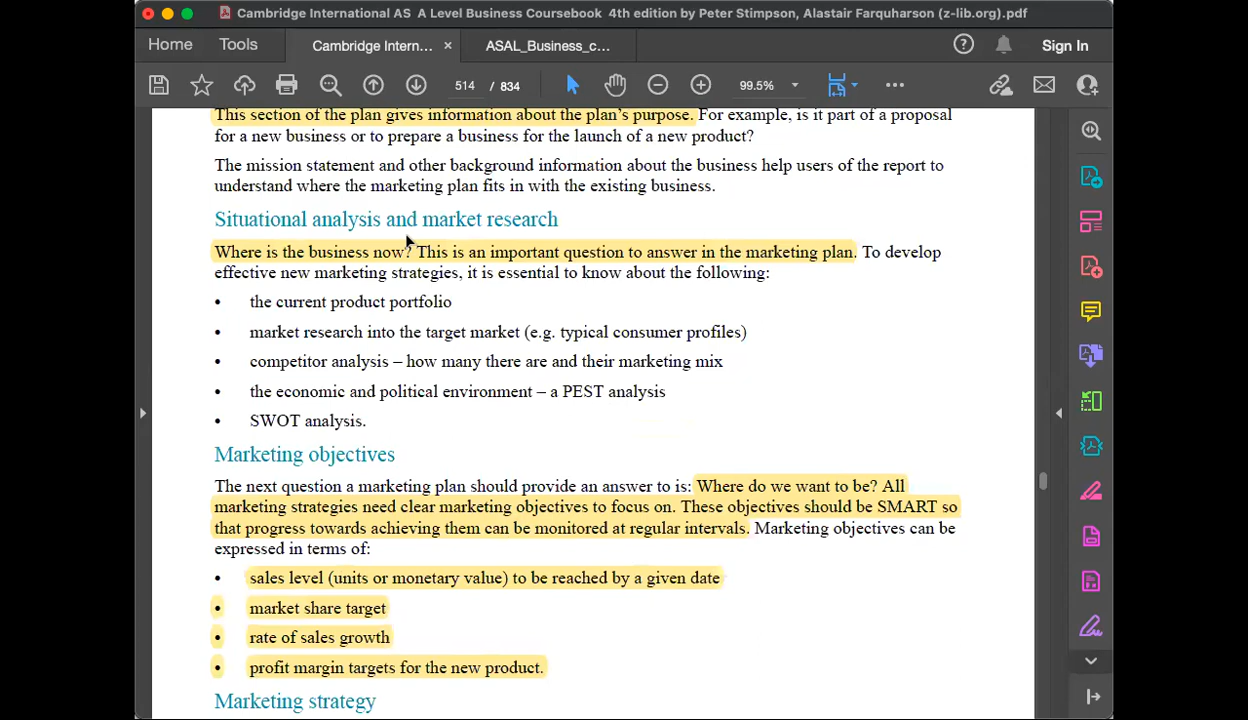 Cambridge International AS A Level Business Coursebook 4th edition by Peter Stimpson, Alastair Farquharson (z-lib.org).pdf
Home Tools Cambridge Intern... × ASAL_Business_c... Sign In
514 / 834 99.5%
This section of the plan gives information about the plan's purpose. For example, is it part of a proposal
for a new business or to prepare a business for the launch of a new product?
The mission statement and other background information about the business help users of the report to
understand where the marketing plan fits in with the existing business.
Situational analysis and market research
Where is the business now? This is an important question to answer in the marketing plan. To develop
effective new marketing strategies, it is essential to know about the following:
• the current product portfolio
• market research into the target market (e.g. typical consumer profiles)
• competitor analysis – how many there are and their marketing mix
• the economic and political environment – a PEST analysis
• SWOT analysis.
Marketing objectives
The next question a marketing plan should provide an answer to is: Where do we want to be? All
marketing strategies need clear marketing objectives to focus on. These objectives should be SMART so
that progress towards achieving them can be monitored at regular intervals. Marketing objectives can be
expressed in terms of:
• sales level (units or monetary value) to be reached by a given date
• market share target
• rate of sales growth
• profit margin targets for the new product.
Marketing strategy